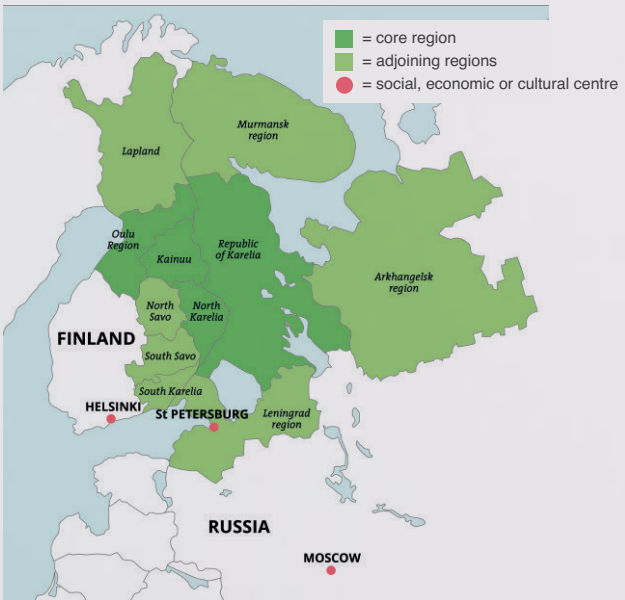 = core region
= adjoining regions
= social, economic or cultural centre
Murmansk
region
Lapland
Oulu
Region
Kainuu
Republic
of Karelia
Arkhangelsk
region
North
Savo
North
Karelia
FINLAND
South Savo
South Karelia
HELSINKI
St PETERSBURG
Leningrad
region
RUSSIA
MOSCOW